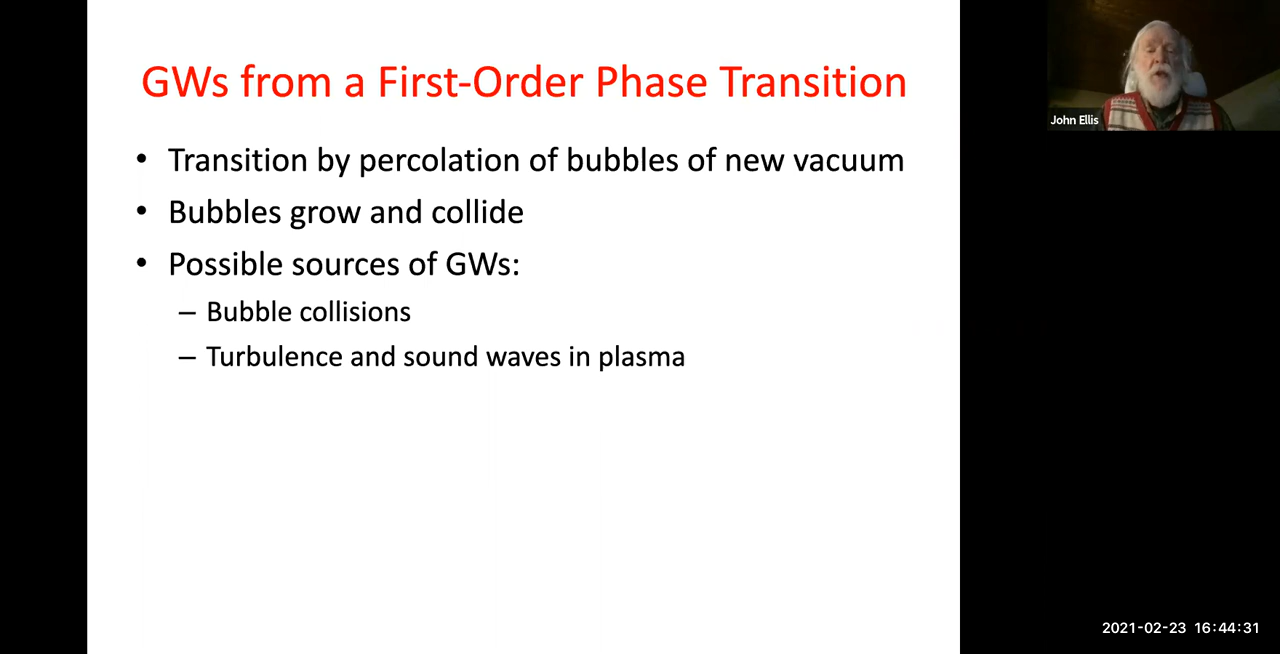 GWs from a First-Order Phase Transition
• Transition by percolation of bubbles of new vacuum
• Bubbles grow and collide
• Possible sources of GWs:
– Bubble collisions
– Turbulence and sound waves in plasma
John Ellis
2021-02-23 16:44:31